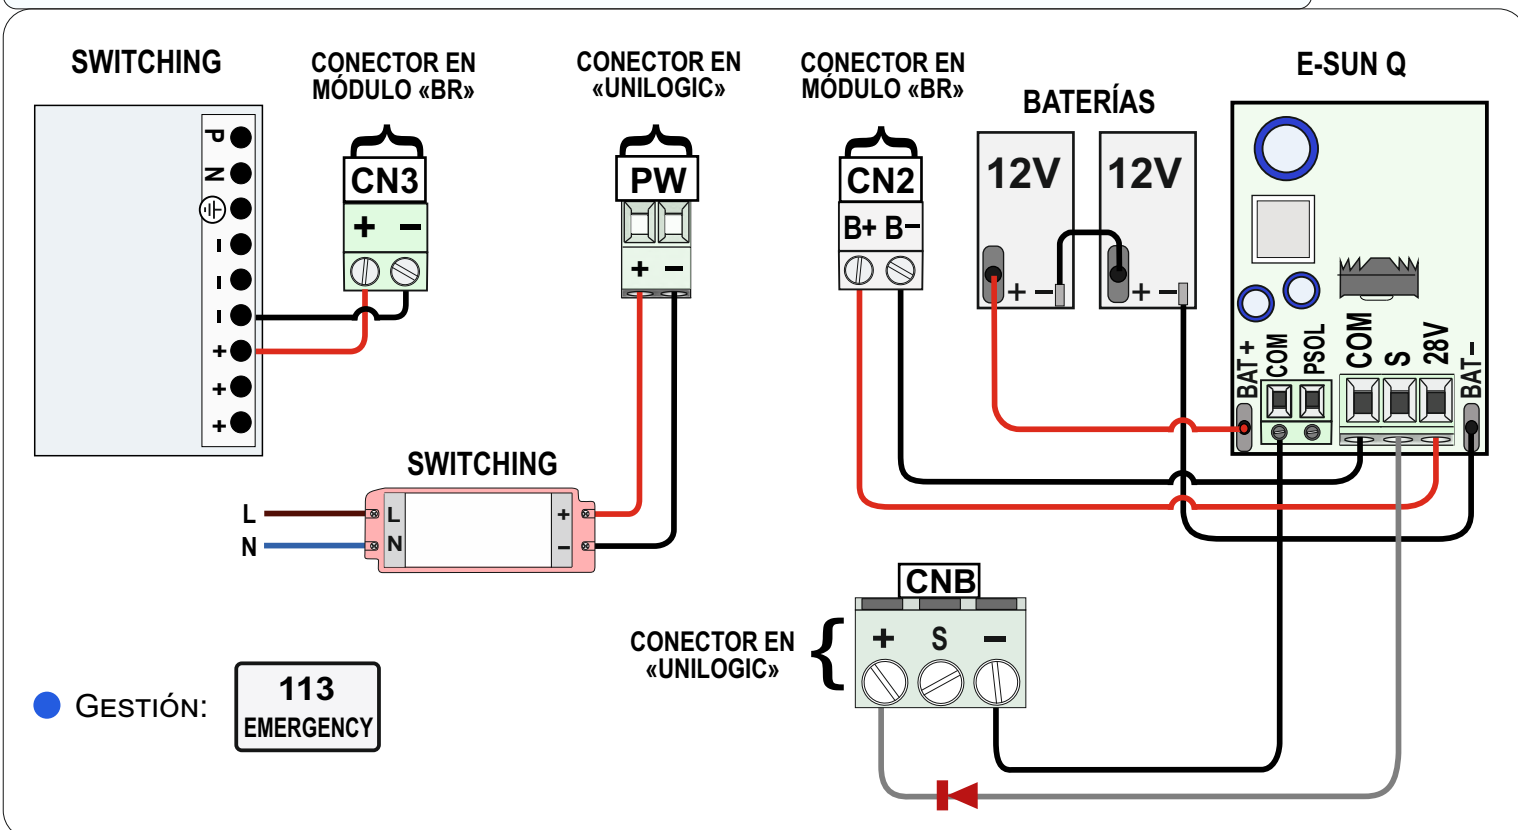 SWITCHING
P
N
–
–
–
+
+
+
CONECTOR EN
MÓDULO «BR»
CN3
+ –
CONECTOR EN
«UNILOGIC»
PW
+ –
CONECTOR EN
MÓDULO «BR»
CN2
B+ B–
BATERÍAS
12V 12V
+ – + –
E-SUN Q
BAT +
COM
PSOL
COM
S
28V
BAT –
SWITCHING
L L +
N N –
CNB
+ S –
CONECTOR EN
«UNILOGIC»
GESTIÓN:
113
EMERGENCY